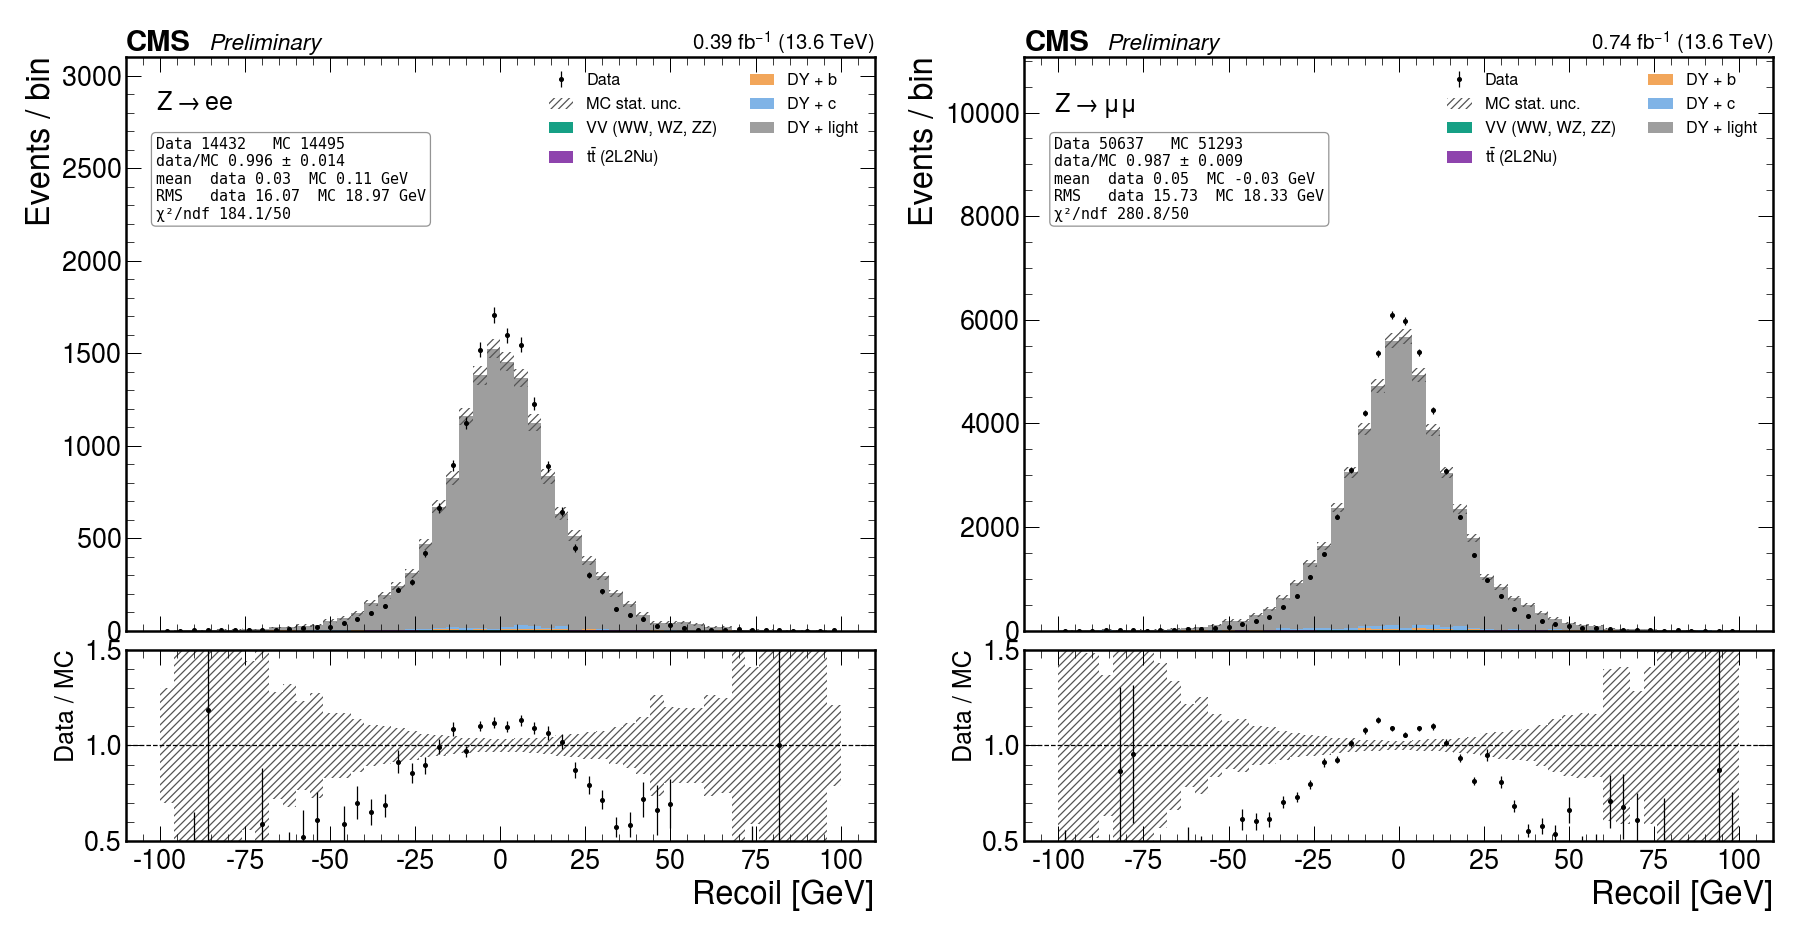 CMS Preliminary 0.39 fb⁻¹ (13.6 TeV)
Events / bin
3000
2500
2000
1500
1000
500
0
Z → ee
Data 14432   MC 14495
data/MC 0.996 ± 0.014
mean  data 0.03  MC 0.11 GeV
RMS   data 16.07  MC 18.97 GeV
χ²/ndf 184.1/50
Data
MC stat. unc.
VV (WW, WZ, ZZ)
tt̄ (2L2Nu)
DY + b
DY + c
DY + light
Data / MC
1.5
1.0
0.5
-100 -75 -50 -25 0 25 50 75 100
Recoil [GeV]
CMS Preliminary 0.74 fb⁻¹ (13.6 TeV)
Events / bin
10000
8000
6000
4000
2000
0
Z → μμ
Data 50637   MC 51293
data/MC 0.987 ± 0.009
mean  data 0.05  MC -0.03 GeV
RMS   data 15.73  MC 18.33 GeV
χ²/ndf 280.8/50
Data
MC stat. unc.
VV (WW, WZ, ZZ)
tt̄ (2L2Nu)
DY + b
DY + c
DY + light
Data / MC
1.5
1.0
0.5
-100 -75 -50 -25 0 25 50 75 100
Recoil [GeV]